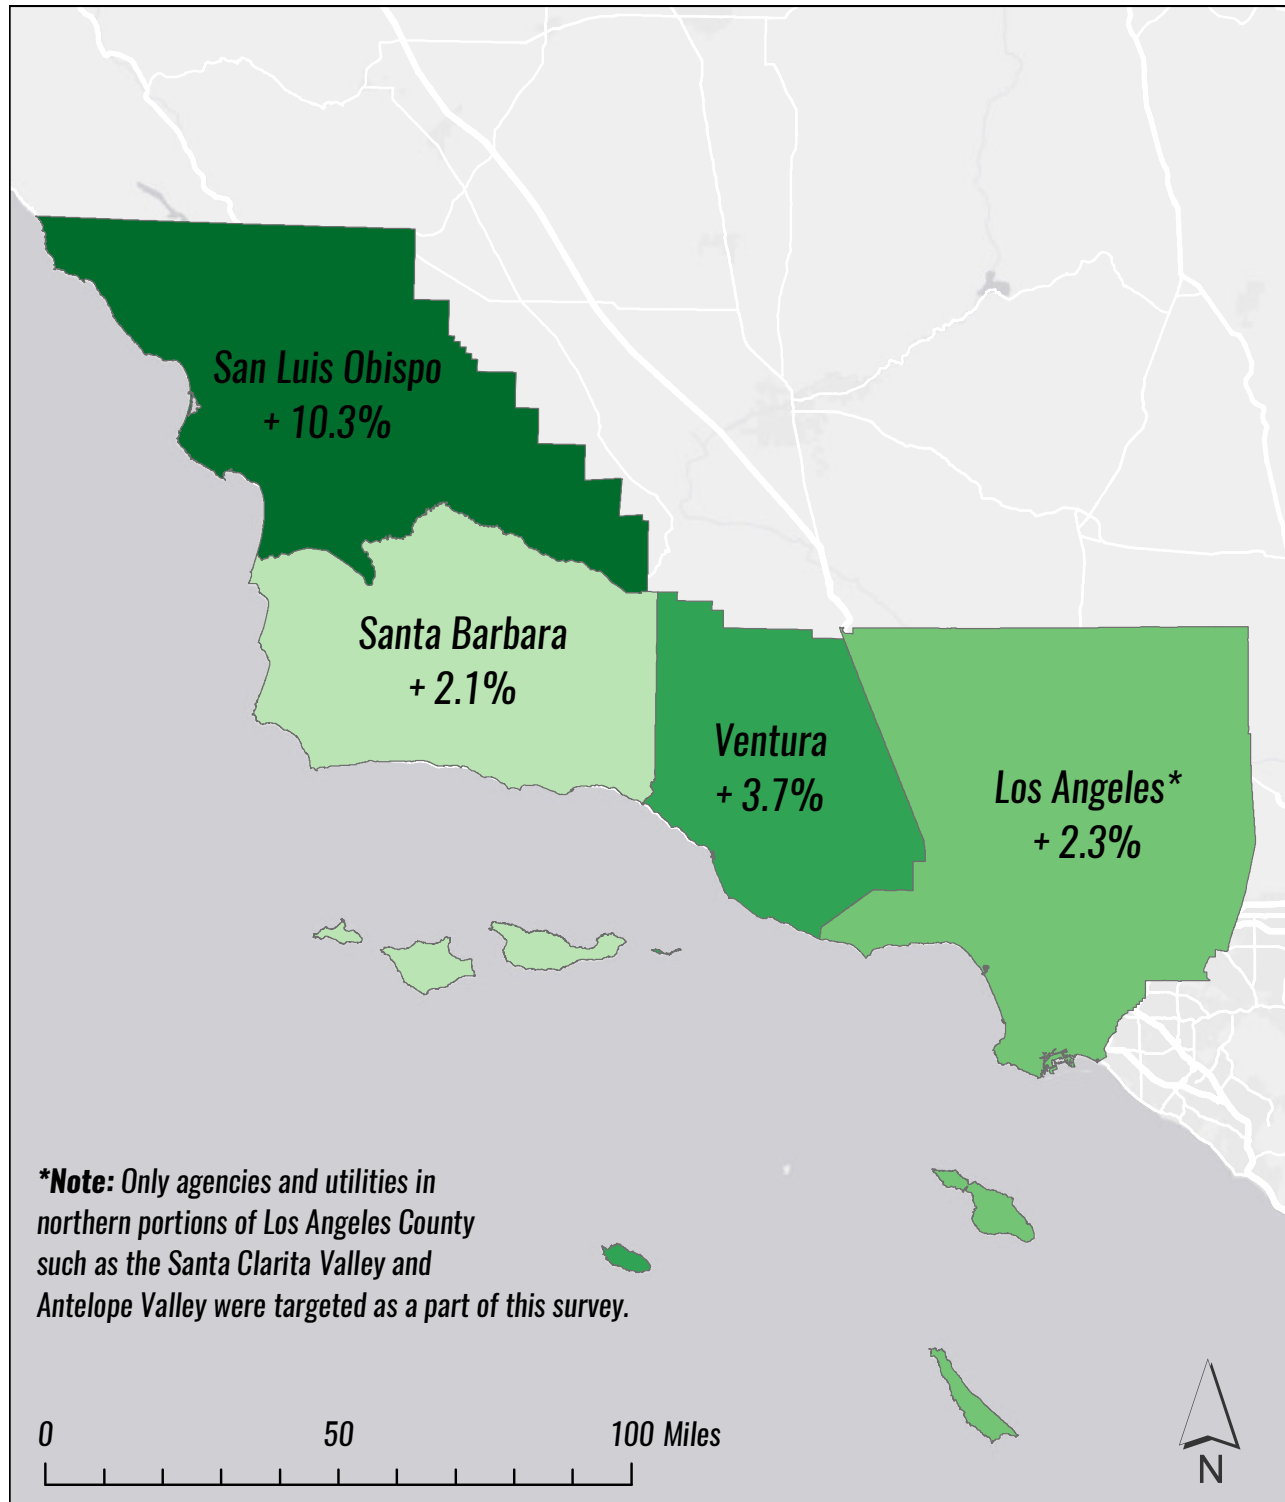 San Luis Obispo
+ 10.3%
Santa Barbara
+ 2.1%
Ventura
+ 3.7%
Los Angeles*
+ 2.3%
*Note: Only agencies and utilities in
northern portions of Los Angeles County
such as the Santa Clarita Valley and
Antelope Valley were targeted as a part of this survey.
0 50 100 Miles
N